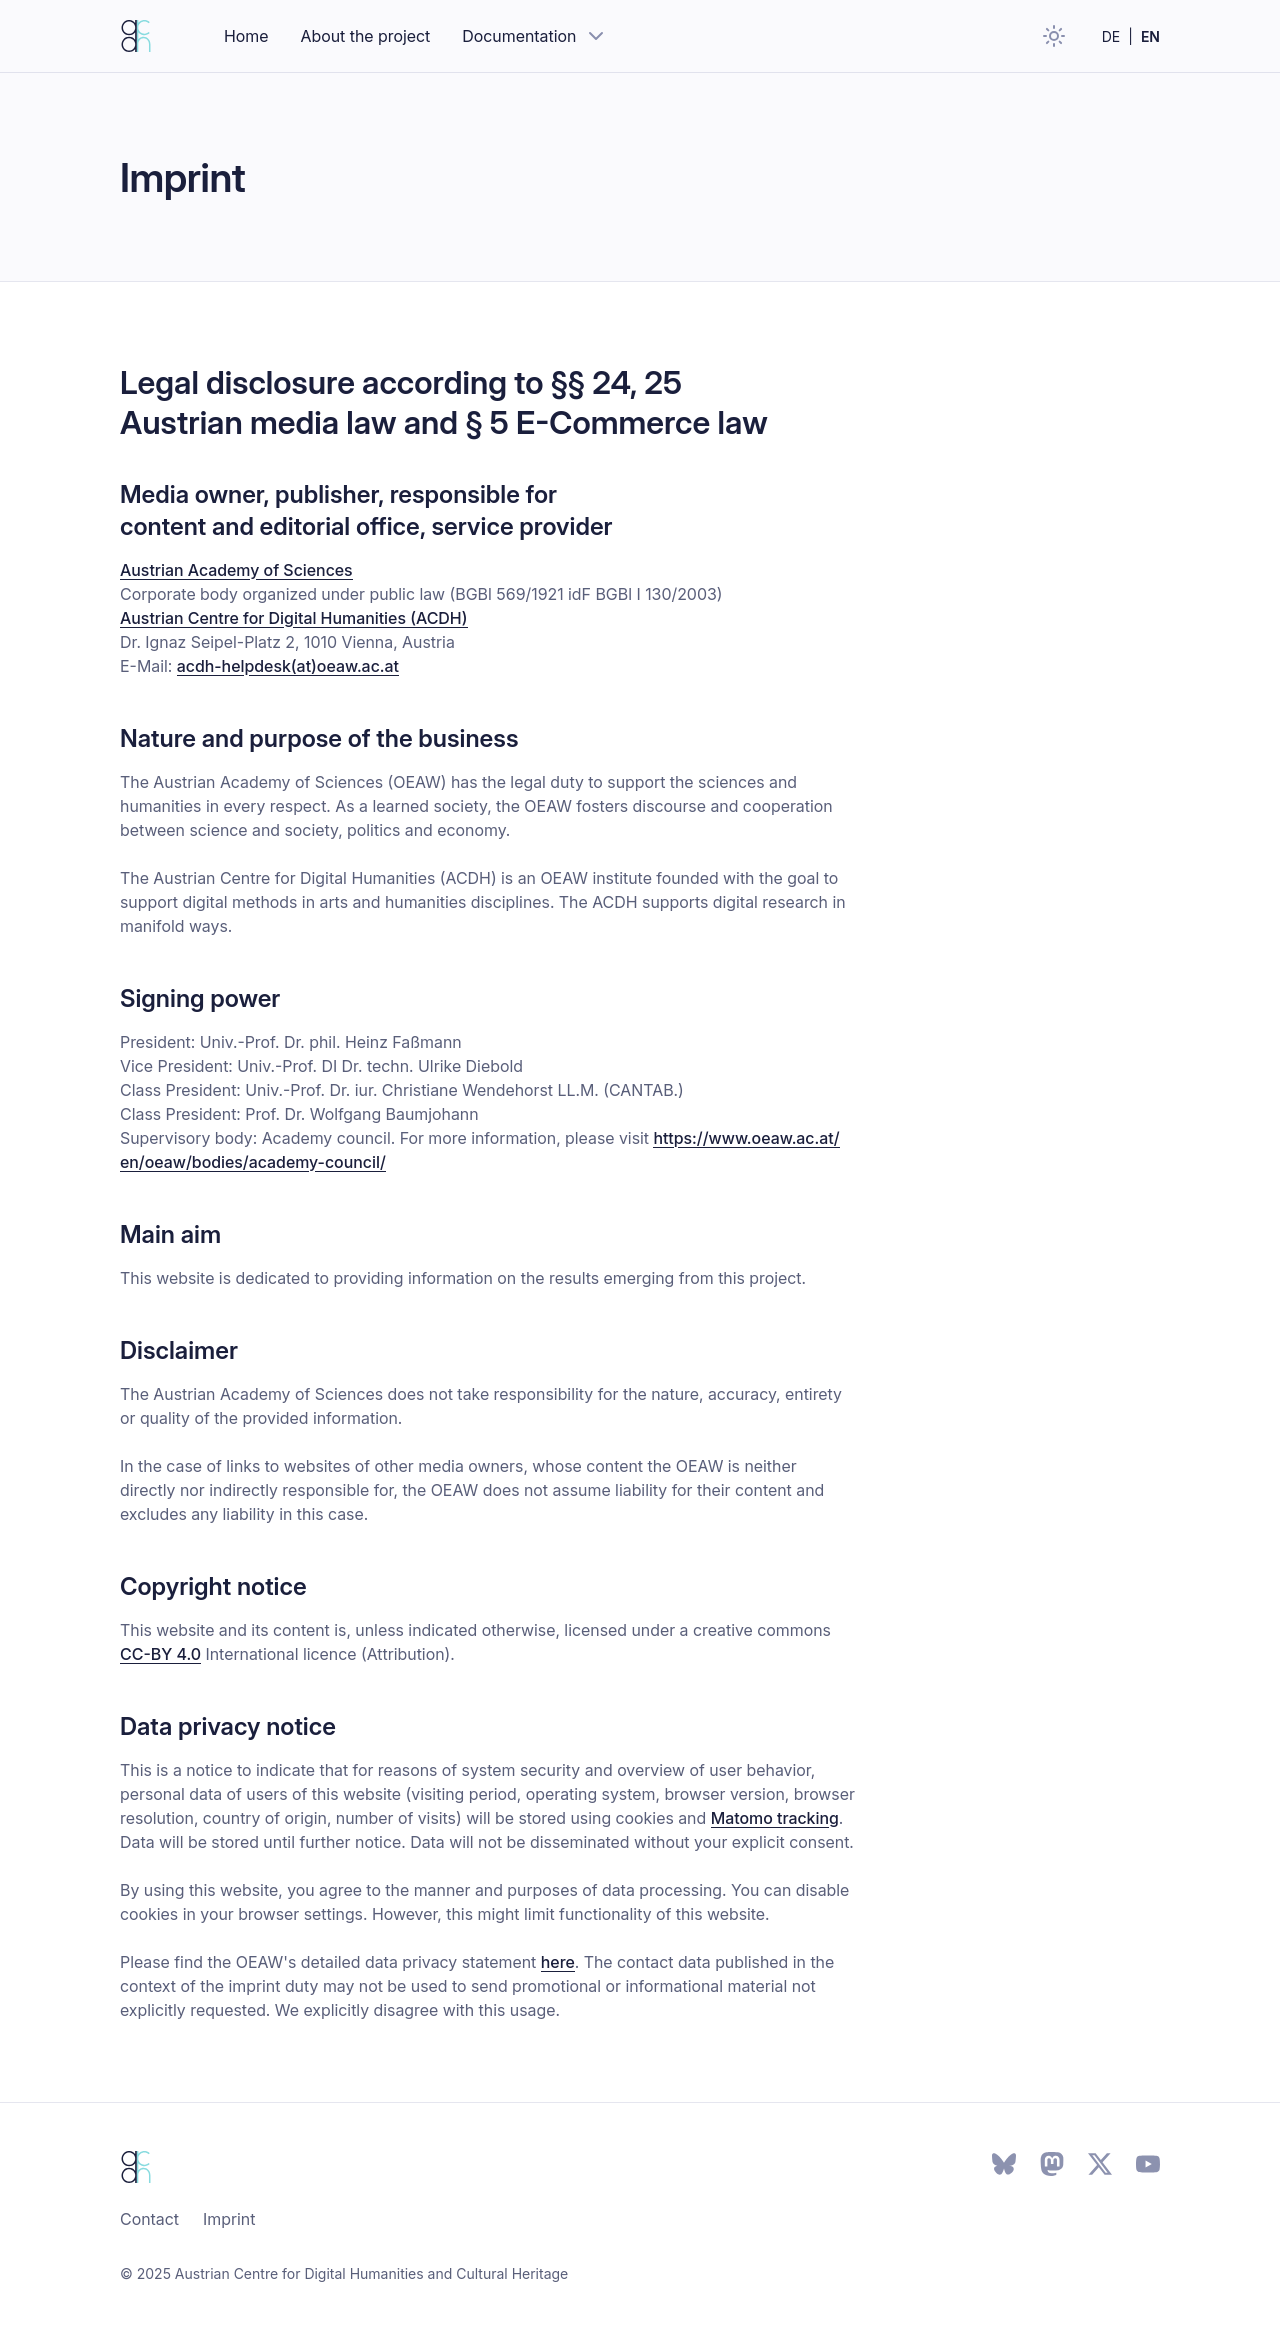 Home
About the project
Documentation
DE | EN
Imprint
Legal disclosure according to §§ 24, 25
Austrian media law and § 5 E-Commerce law
Media owner, publisher, responsible for
content and editorial office, service provider
Austrian Academy of Sciences
Corporate body organized under public law (BGBl 569/1921 idF BGBl I 130/2003)
Austrian Centre for Digital Humanities (ACDH)
Dr. Ignaz Seipel-Platz 2, 1010 Vienna, Austria
E-Mail: acdh-helpdesk(at)oeaw.ac.at
Nature and purpose of the business
The Austrian Academy of Sciences (OEAW) has the legal duty to support the sciences and
humanities in every respect. As a learned society, the OEAW fosters discourse and cooperation
between science and society, politics and economy.
The Austrian Centre for Digital Humanities (ACDH) is an OEAW institute founded with the goal to
support digital methods in arts and humanities disciplines. The ACDH supports digital research in
manifold ways.
Signing power
President: Univ.-Prof. Dr. phil. Heinz Faßmann
Vice President: Univ.-Prof. DI Dr. techn. Ulrike Diebold
Class President: Univ.-Prof. Dr. iur. Christiane Wendehorst LL.M. (CANTAB.)
Class President: Prof. Dr. Wolfgang Baumjohann
Supervisory body: Academy council. For more information, please visit https://www.oeaw.ac.at/
en/oeaw/bodies/academy-council/
Main aim
This website is dedicated to providing information on the results emerging from this project.
Disclaimer
The Austrian Academy of Sciences does not take responsibility for the nature, accuracy, entirety
or quality of the provided information.
In the case of links to websites of other media owners, whose content the OEAW is neither
directly nor indirectly responsible for, the OEAW does not assume liability for their content and
excludes any liability in this case.
Copyright notice
This website and its content is, unless indicated otherwise, licensed under a creative commons
CC-BY 4.0 International licence (Attribution).
Data privacy notice
This is a notice to indicate that for reasons of system security and overview of user behavior,
personal data of users of this website (visiting period, operating system, browser version, browser
resolution, country of origin, number of visits) will be stored using cookies and Matomo tracking.
Data will be stored until further notice. Data will not be disseminated without your explicit consent.
By using this website, you agree to the manner and purposes of data processing. You can disable
cookies in your browser settings. However, this might limit functionality of this website.
Please find the OEAW's detailed data privacy statement here. The contact data published in the
context of the imprint duty may not be used to send promotional or informational material not
explicitly requested. We explicitly disagree with this usage.
Contact
Imprint
© 2025 Austrian Centre for Digital Humanities and Cultural Heritage